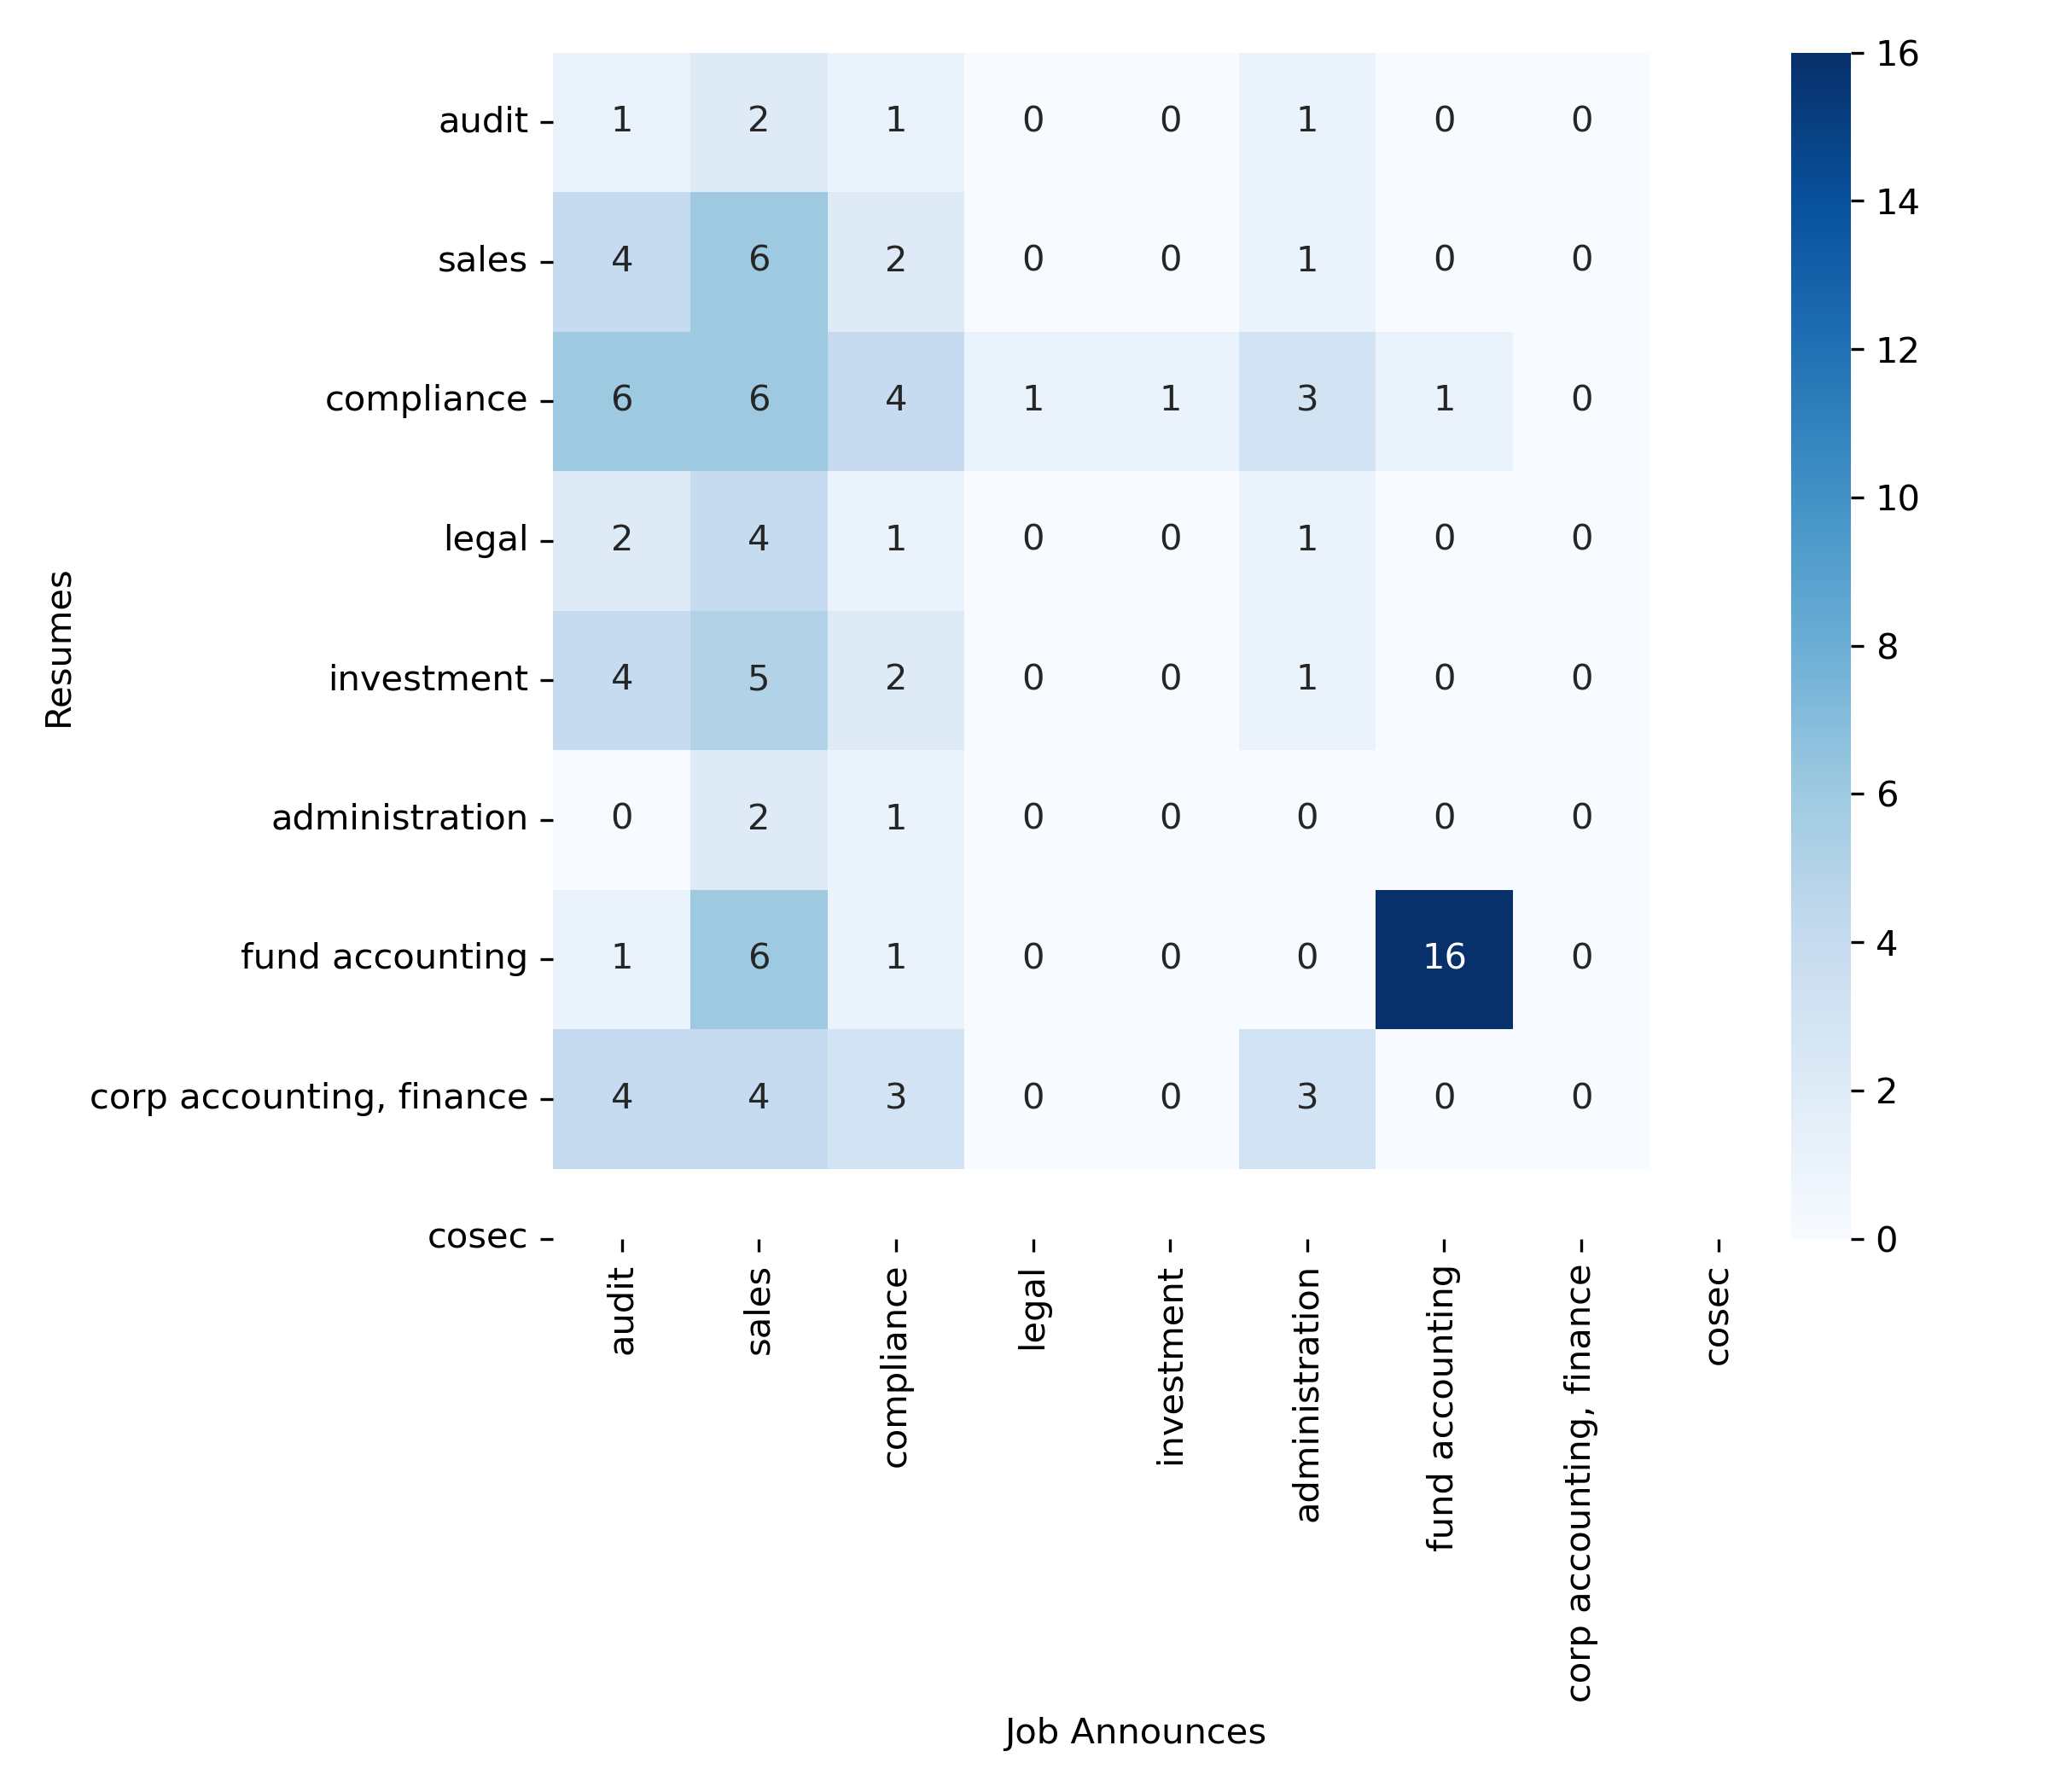 Resumes
audit 1 2 1 0 0 1 0 0
sales 4 6 2 0 0 1 0 0
compliance 6 6 4 1 1 3 1 0
legal 2 4 1 0 0 1 0 0
investment 4 5 2 0 0 1 0 0
administration 0 2 1 0 0 0 0 0
fund accounting 1 6 1 0 0 0 16 0
corp accounting, finance 4 4 3 0 0 3 0 0
cosec
audit
sales
compliance
legal
investment
administration
fund accounting
corp accounting, finance
cosec
Job Announces
16
14
12
10
8
6
4
2
0